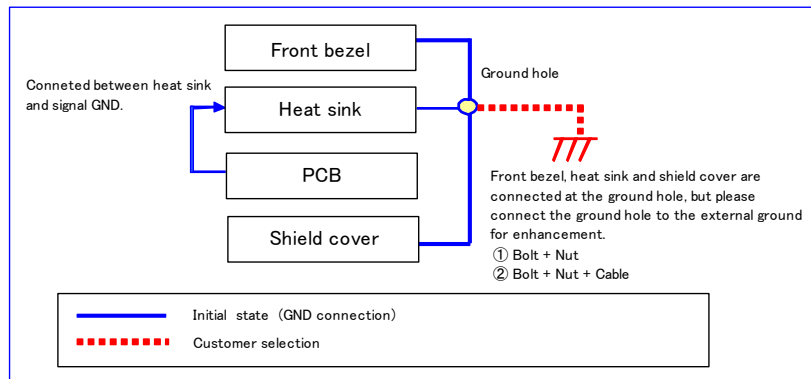 Front bezel
Ground hole
Conneted between heat sink
and signal GND.
Heat sink
PCB
Front bezel, heat sink and shield cover are
connected at the ground hole, but please
connect the ground hole to the external ground
for enhancement.
① Bolt + Nut
② Bolt + Nut + Cable
Shield cover
Initial state (GND connection)
Customer selection